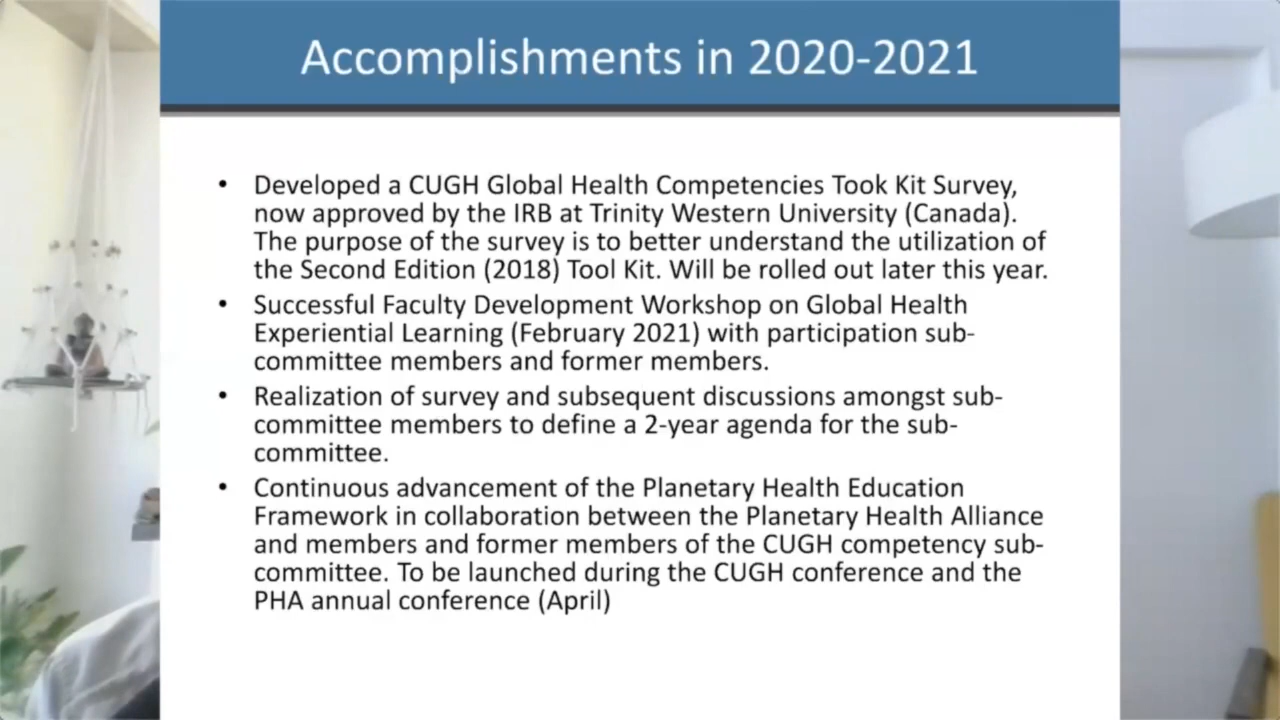 Accomplishments in 2020-2021
• Developed a CUGH Global Health Competencies Took Kit Survey,
now approved by the IRB at Trinity Western University (Canada).
The purpose of the survey is to better understand the utilization of
the Second Edition (2018) Tool Kit. Will be rolled out later this year.
• Successful Faculty Development Workshop on Global Health
Experiential Learning (February 2021) with participation sub-
committee members and former members.
• Realization of survey and subsequent discussions amongst sub-
committee members to define a 2-year agenda for the sub-
committee.
• Continuous advancement of the Planetary Health Education
Framework in collaboration between the Planetary Health Alliance
and members and former members of the CUGH competency sub-
committee. To be launched during the CUGH conference and the
PHA annual conference (April)